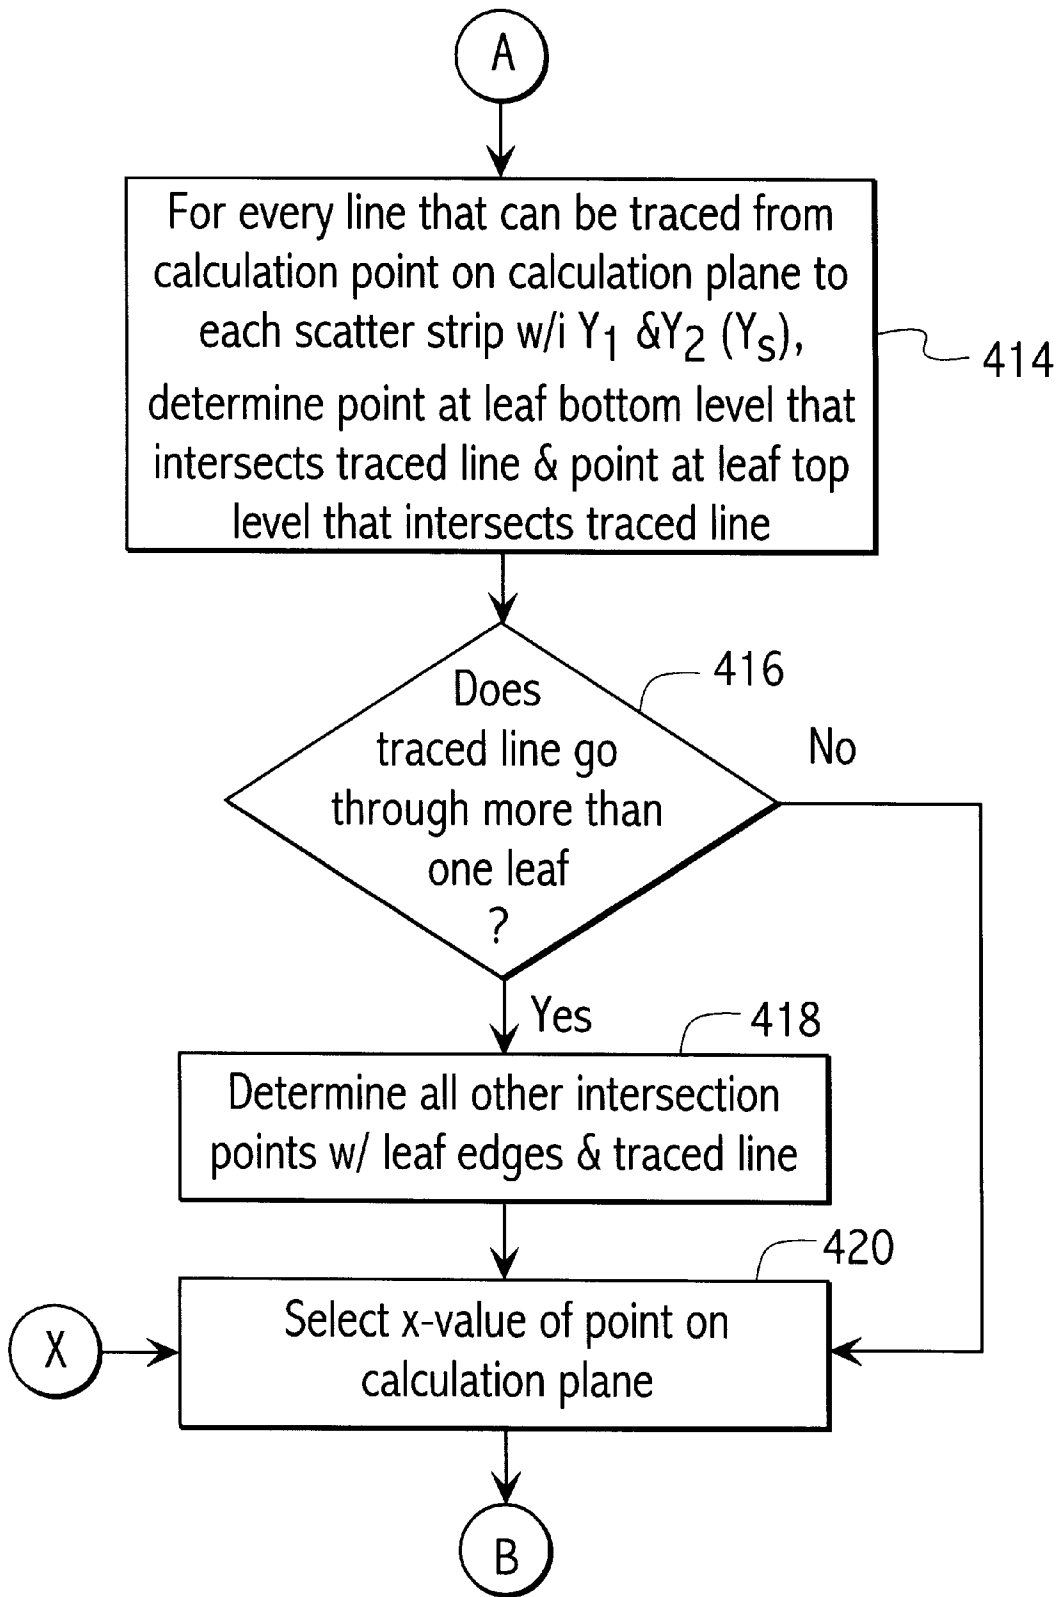 A
For every line that can be traced from
calculation point on calculation plane to
each scatter strip w/i Y1 &Y2 (Ys),
determine point at leaf bottom level that
intersects traced line & point at leaf top
level that intersects traced line
414
Does
traced line go
through more than
one leaf
?
416
No
Yes
418
Determine all other intersection
points w/ leaf edges & traced line
420
X
Select x-value of point on
calculation plane
B